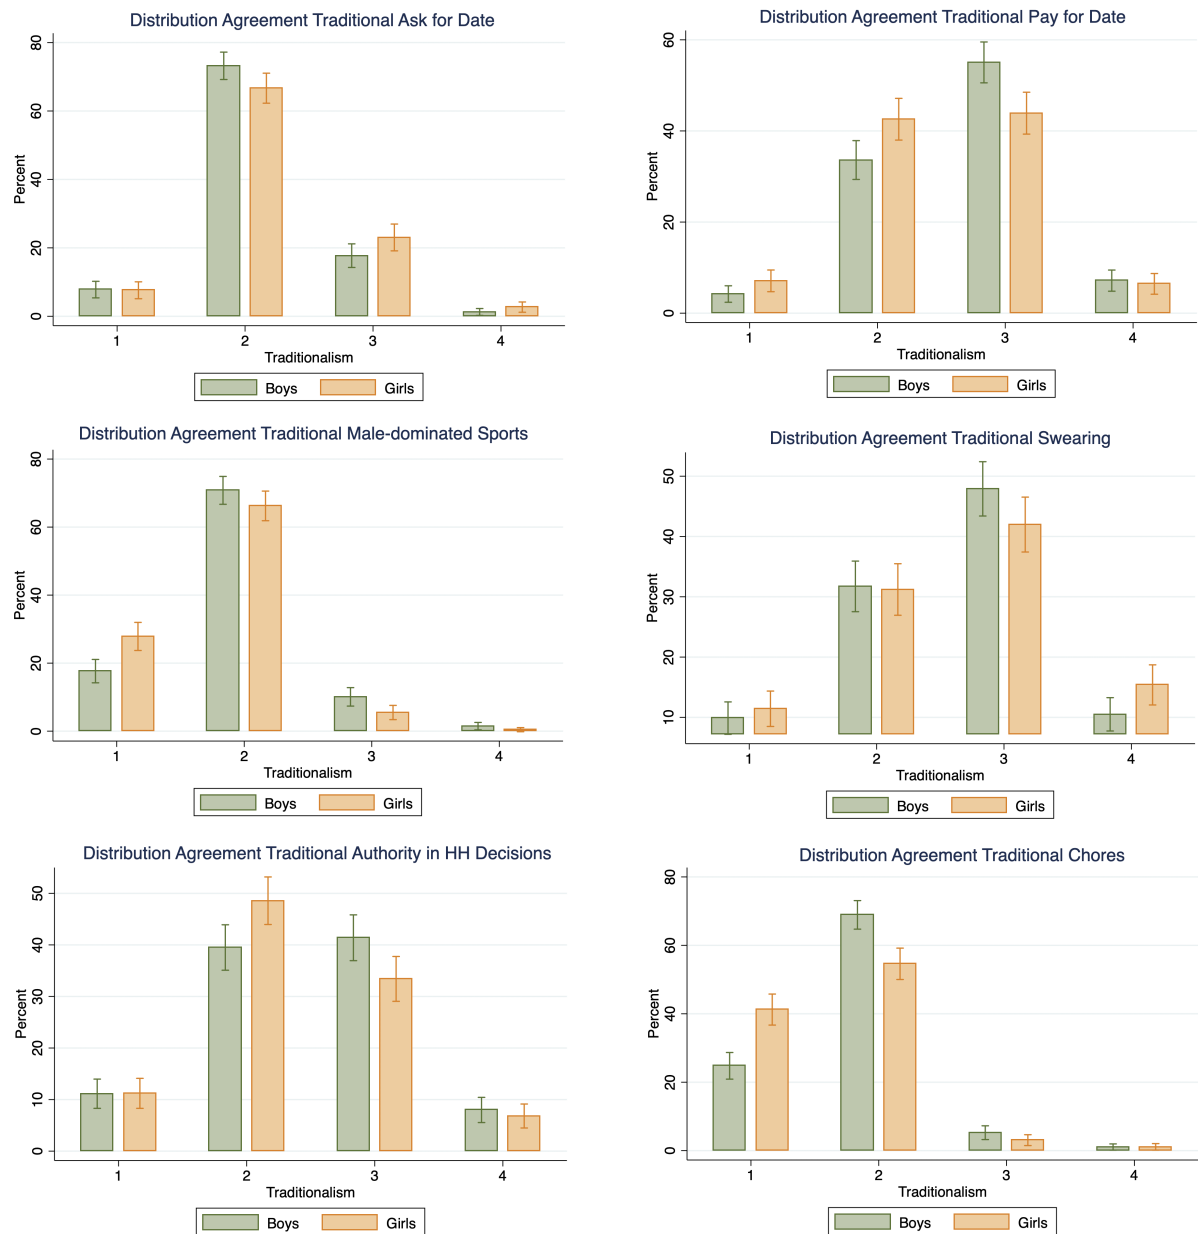 Distribution Agreement Traditional Ask for Date
80
60
40
20
0
Percent
1 2 3 4
Traditionalism
Boys Girls
Distribution Agreement Traditional Pay for Date
60
40
20
0
Percent
1 2 3 4
Traditionalism
Boys Girls
Distribution Agreement Traditional Male-dominated Sports
80
60
40
20
0
Percent
1 2 3 4
Traditionalism
Boys Girls
Distribution Agreement Traditional Swearing
50
40
30
20
10
Percent
1 2 3 4
Traditionalism
Boys Girls
Distribution Agreement Traditional Authority in HH Decisions
50
40
30
20
10
0
Percent
1 2 3 4
Traditionalism
Boys Girls
Distribution Agreement Traditional Chores
80
60
40
20
0
Percent
1 2 3 4
Traditionalism
Boys Girls